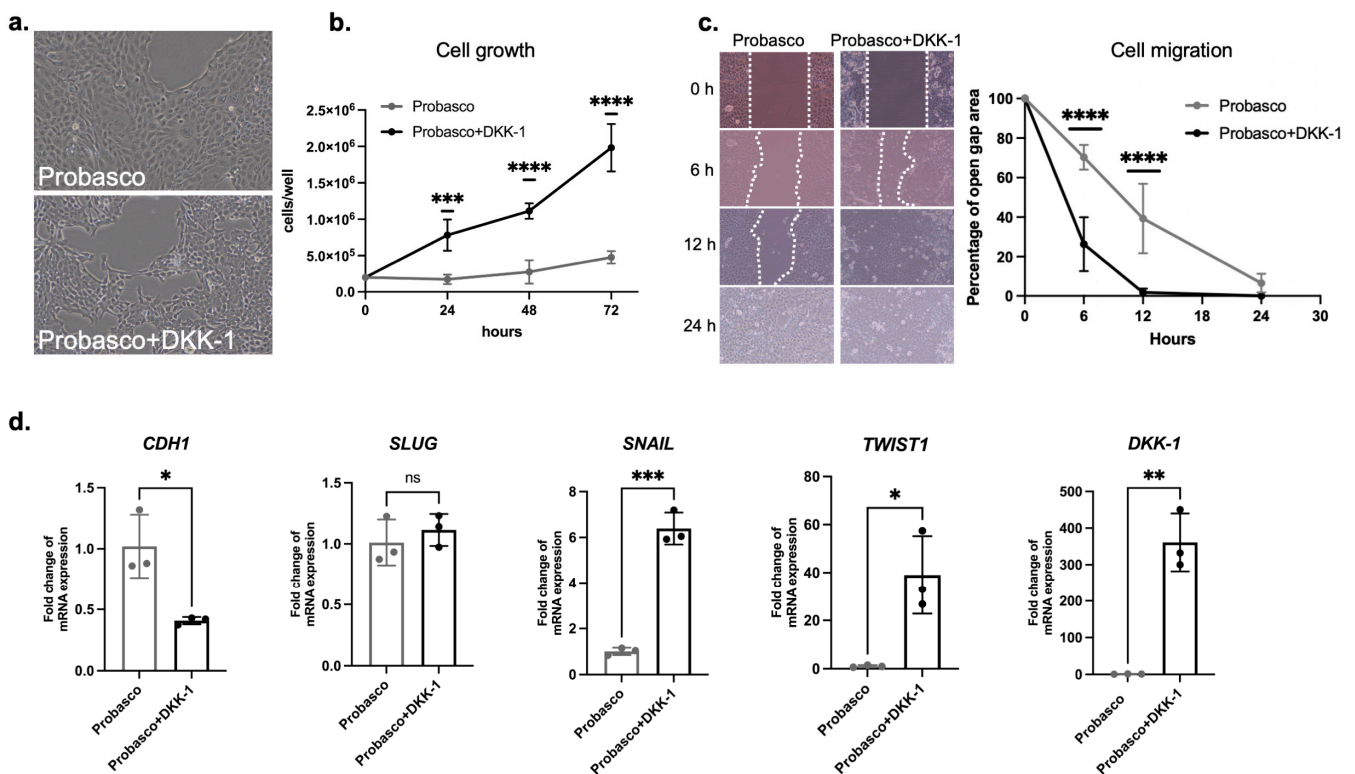 a.
Probasco
Probasco+DKK-1
b.
Cell growth
Probasco
Probasco+DKK-1
cells/well
2.5×10⁶
2.0×10⁶
1.5×10⁶
1.0×10⁶
5.0×10⁵
0.0
***
****
****
0 24 48 72
hours
c.
Probasco Probasco+DKK-1
0 h
6 h
12 h
24 h
Cell migration
Probasco
Probasco+DKK-1
Percentage of open gap area
100
80
60
40
20
0
****
****
0 6 12 18 24 30
Hours
d.
CDH1
*
Fold change of
mRNA expression
1.5
1.0
0.5
0.0
Probasco
Probasco+DKK-1
SLUG
ns
Fold change of
mRNA expression
1.5
1.0
0.5
0.0
Probasco
Probasco+DKK-1
SNAIL
***
Fold change of
mRNA expression
8
6
4
2
0
Probasco
Probasco+DKK-1
TWIST1
*
Fold change of
mRNA expression
80
60
40
20
0
Probasco
Probasco+DKK-1
DKK-1
**
Fold change of
mRNA expression
500
400
300
200
100
0
Probasco
Probasco+DKK-1